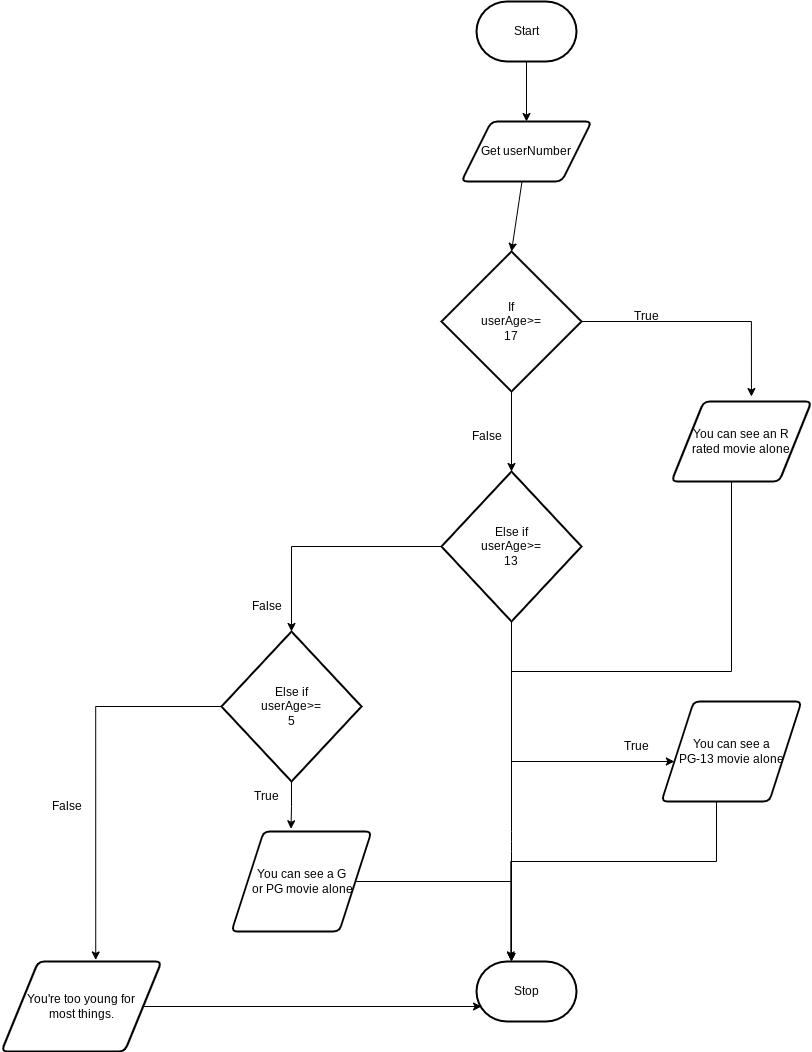 Start
Get userNumber
If
userAge>=
17
True
You can see an R
rated movie alone
False
Else if
userAge>=
13
False
Else if
userAge>=
5
True
You can see a
PG-13 movie alone
False
True
You can see a G
or PG movie alone
You're too young for
most things.
Stop